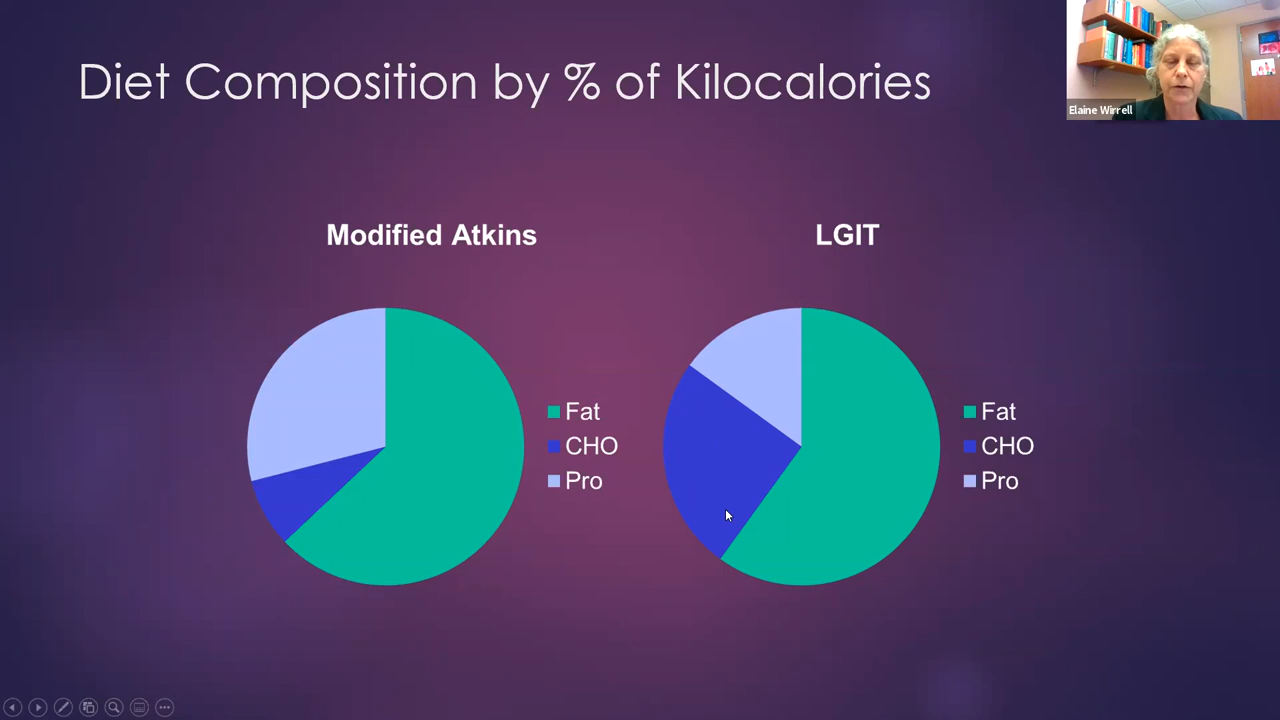 Diet Composition by % of Kilocalories
Elaine Wirrell
Modified Atkins
Fat
CHO
Pro
LGIT
Fat
CHO
Pro